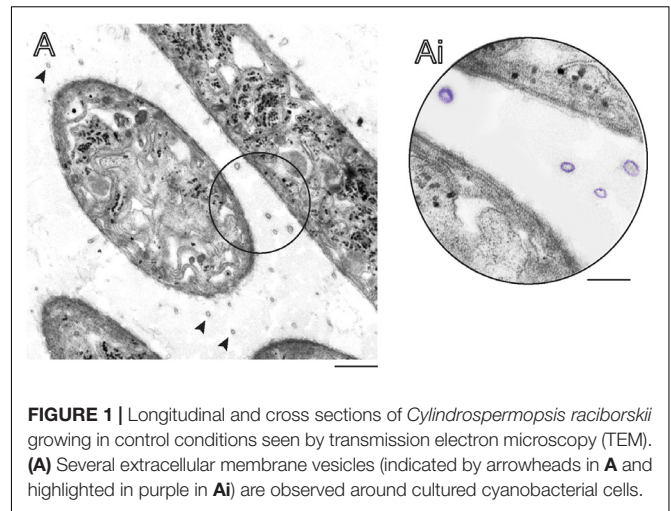 A
Ai
FIGURE 1 | Longitudinal and cross sections of Cylindrospermopsis raciborskii
growing in control conditions seen by transmission electron microscopy (TEM).
(A) Several extracellular membrane vesicles (indicated by arrowheads in A and
highlighted in purple in Ai) are observed around cultured cyanobacterial cells.